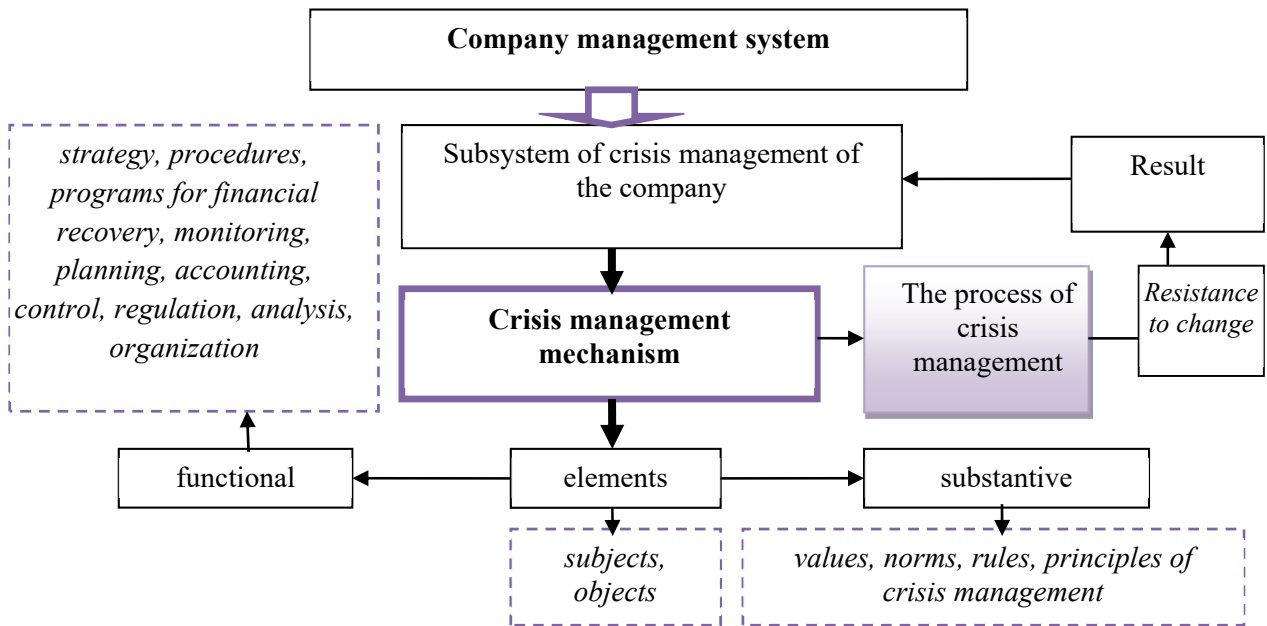 Company management system
strategy, procedures,
programs for financial
recovery, monitoring,
planning, accounting,
control, regulation, analysis,
organization
Subsystem of crisis management of
the company
Result
Crisis management
mechanism
The process of
crisis
management
Resistance
to change
functional
elements
substantive
subjects,
objects
values, norms, rules, principles of
crisis management